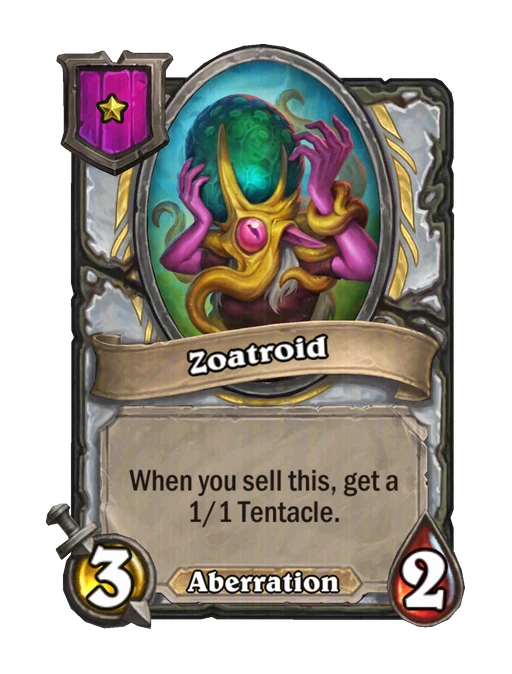 Zoatroid
When you sell this, get a
1/1 Tentacle.
3
Aberration
2